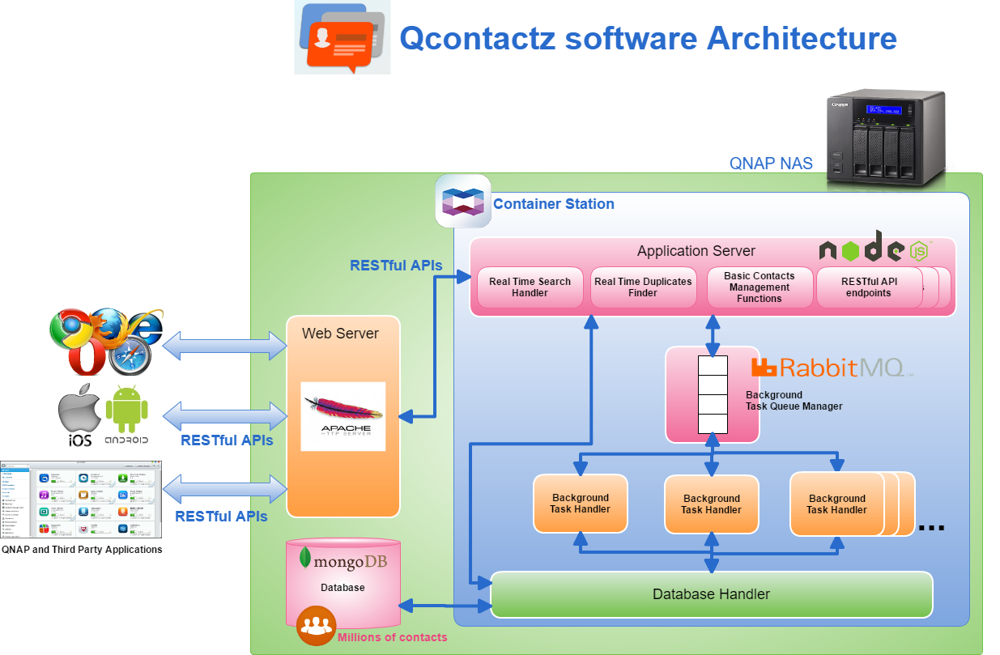 Qcontactz software Architecture
QNAP
QNAP NAS
Container Station
Application Server
node
JS
RESTful APIs
Real Time Search
Handler
Real Time Duplicates
Finder
Basic Contacts
Management
Functions
RESTful API
endpoints
s
Web Server
APACHE
HTTP SERVER
iOS
ANDROID
RESTful APIs
RESTful APIs
QNAP and Third Party Applications
RabbitMQ
Background
Task Queue Manager
Background
Task Handler
Background
Task Handler
Background
Task Handler
...
mongoDB
Database
Millions of contacts
Database Handler